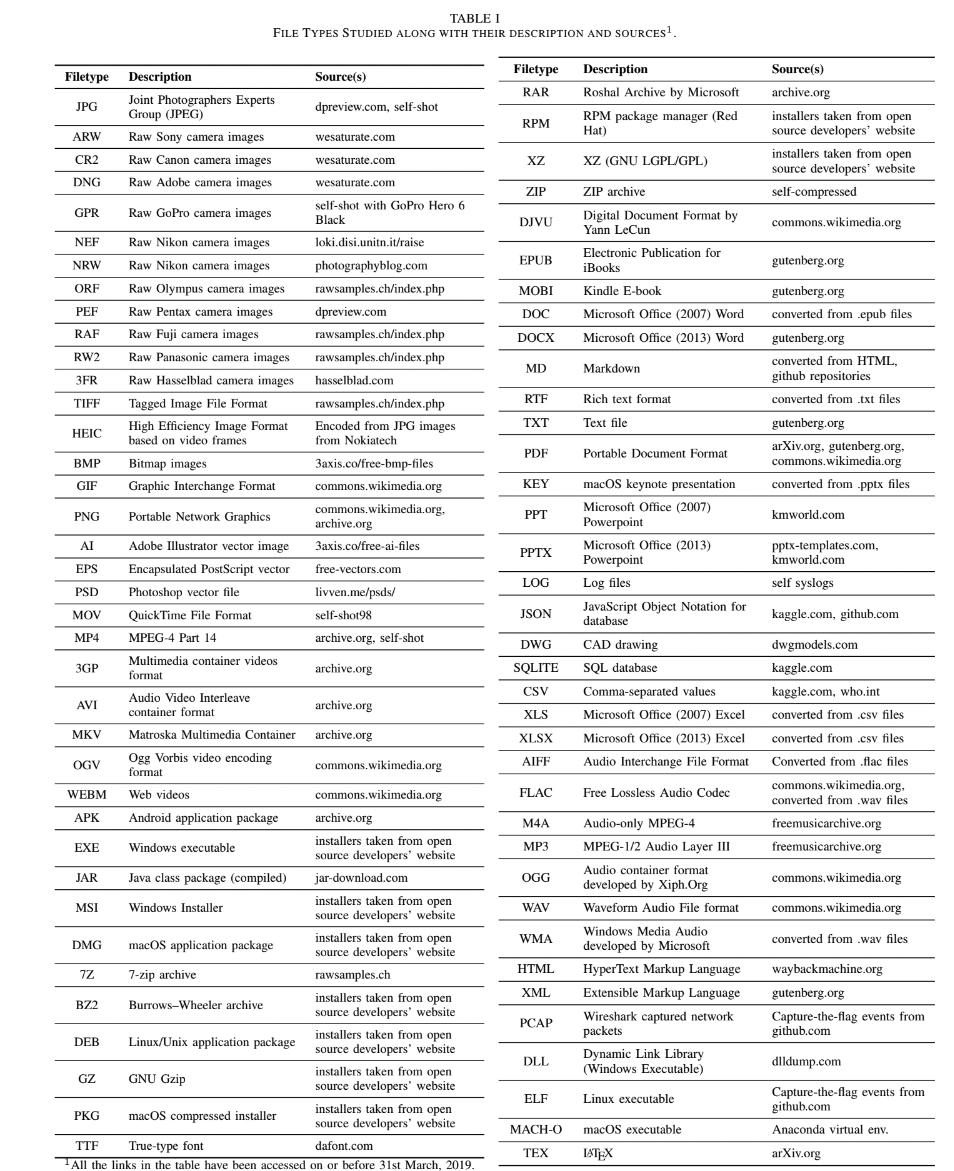 TABLE I
FILE TYPES STUDIED ALONG WITH THEIR DESCRIPTION AND SOURCES¹.
Filetype Description Source(s)
JPG Joint Photographers Experts Group (JPEG) dpreview.com, self-shot
ARW Raw Sony camera images wesaturate.com
CR2 Raw Canon camera images wesaturate.com
DNG Raw Adobe camera images wesaturate.com
GPR Raw GoPro camera images self-shot with GoPro Hero 6 Black
NEF Raw Nikon camera images loki.disi.unitn.it/raise
NRW Raw Nikon camera images photographyblog.com
ORF Raw Olympus camera images rawsamples.ch/index.php
PEF Raw Pentax camera images dpreview.com
RAF Raw Fuji camera images rawsamples.ch/index.php
RW2 Raw Panasonic camera images rawsamples.ch/index.php
3FR Raw Hasselblad camera images hasselblad.com
TIFF Tagged Image File Format rawsamples.ch/index.php
HEIC High Efficiency Image Format based on video frames Encoded from JPG images from Nokiatech
BMP Bitmap images 3axis.co/free-bmp-files
GIF Graphic Interchange Format commons.wikimedia.org
PNG Portable Network Graphics commons.wikimedia.org, archive.org
AI Adobe Illustrator vector image 3axis.co/free-ai-files
EPS Encapsulated PostScript vector free-vectors.com
PSD Photoshop vector file livven.me/psds/
MOV QuickTime File Format self-shot98
MP4 MPEG-4 Part 14 archive.org, self-shot
3GP Multimedia container videos format archive.org
AVI Audio Video Interleave container format archive.org
MKV Matroska Multimedia Container archive.org
OGV Ogg Vorbis video encoding format commons.wikimedia.org
WEBM Web videos commons.wikimedia.org
APK Android application package archive.org
EXE Windows executable installers taken from open source developers' website
JAR Java class package (compiled) jar-download.com
MSI Windows Installer installers taken from open source developers' website
DMG macOS application package installers taken from open source developers' website
7Z 7-zip archive rawsamples.ch
BZ2 Burrows–Wheeler archive installers taken from open source developers' website
DEB Linux/Unix application package installers taken from open source developers' website
GZ GNU Gzip installers taken from open source developers' website
PKG macOS compressed installer installers taken from open source developers' website
TTF True-type font dafont.com
¹All the links in the table have been accessed on or before 31st March, 2019.
Filetype Description Source(s)
RAR Roshal Archive by Microsoft archive.org
RPM RPM package manager (Red Hat) installers taken from open source developers' website
XZ XZ (GNU LGPL/GPL) installers taken from open source developers' website
ZIP ZIP archive self-compressed
DJVU Digital Document Format by Yann LeCun commons.wikimedia.org
EPUB Electronic Publication for iBooks gutenberg.org
MOBI Kindle E-book gutenberg.org
DOC Microsoft Office (2007) Word converted from .epub files
DOCX Microsoft Office (2013) Word gutenberg.org
MD Markdown converted from HTML, github repositories
RTF Rich text format converted from .txt files
TXT Text file gutenberg.org
PDF Portable Document Format arXiv.org, gutenberg.org, commons.wikimedia.org
KEY macOS keynote presentation converted from .pptx files
PPT Microsoft Office (2007) Powerpoint kmworld.com
PPTX Microsoft Office (2013) Powerpoint pptx-templates.com, kmworld.com
LOG Log files self syslogs
JSON JavaScript Object Notation for database kaggle.com, github.com
DWG CAD drawing dwgmodels.com
SQLITE SQL database kaggle.com
CSV Comma-separated values kaggle.com, who.int
XLS Microsoft Office (2007) Excel converted from .csv files
XLSX Microsoft Office (2013) Excel converted from .csv files
AIFF Audio Interchange File Format Converted from .flac files
FLAC Free Lossless Audio Codec commons.wikimedia.org, converted from .wav files
M4A Audio-only MPEG-4 freemusicarchive.org
MP3 MPEG-1/2 Audio Layer III freemusicarchive.org
OGG Audio container format developed by Xiph.Org commons.wikimedia.org
WAV Waveform Audio File format commons.wikimedia.org
WMA Windows Media Audio developed by Microsoft converted from .wav files
HTML HyperText Markup Language waybackmachine.org
XML Extensible Markup Language gutenberg.org
PCAP Wireshark captured network packets Capture-the-flag events from github.com
DLL Dynamic Link Library (Windows Executable) dlldump.com
ELF Linux executable Capture-the-flag events from github.com
MACH-O macOS executable Anaconda virtual env.
TEX LATEX arXiv.org